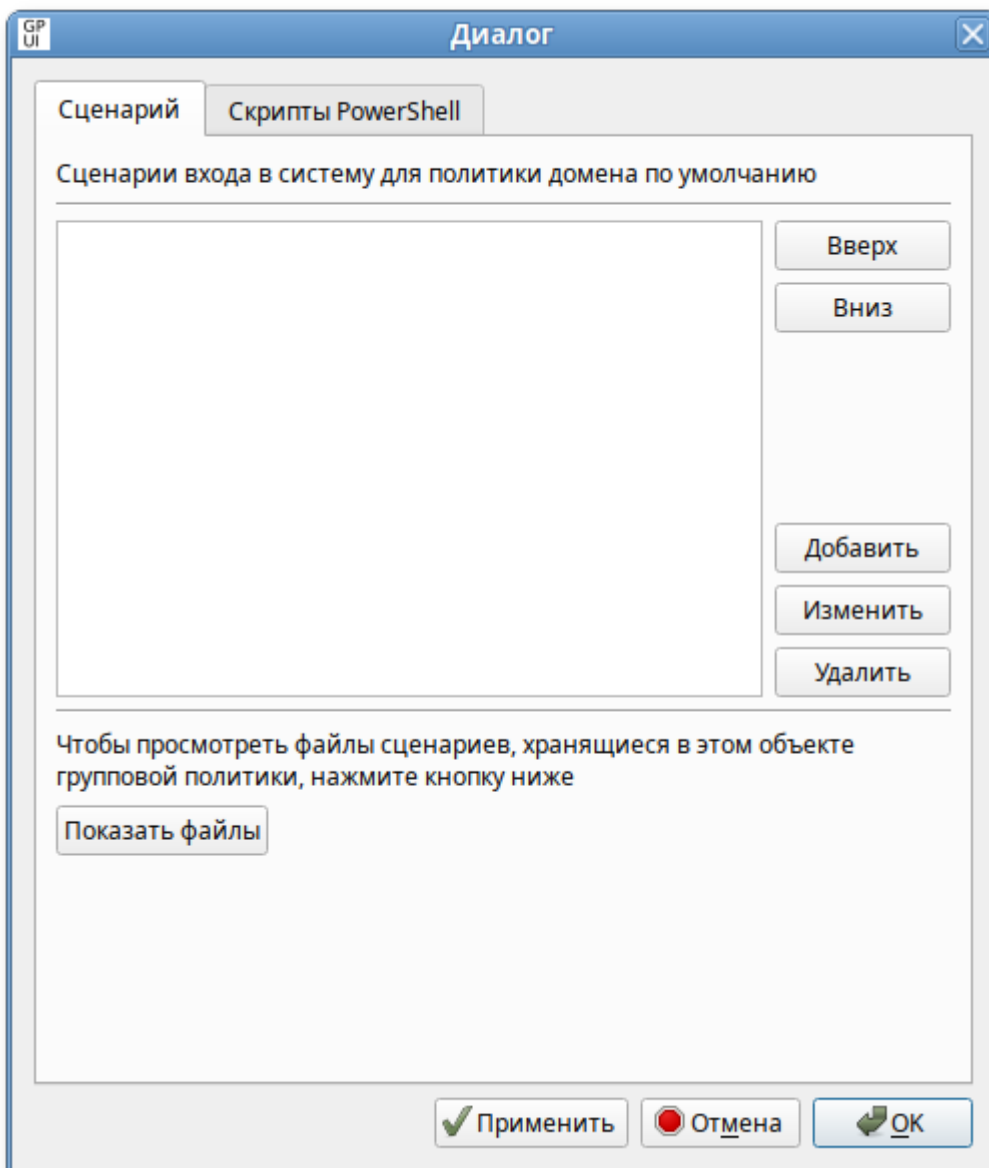 GP
UI
Диалог
Сценарий
Скрипты PowerShell
Сценарии входа в систему для политики домена по умолчанию
Вверх
Вниз
Добавить
Изменить
Удалить
Чтобы просмотреть файлы сценариев, хранящиеся в этом объекте
групповой политики, нажмите кнопку ниже
Показать файлы
Применить
Отмена
OK